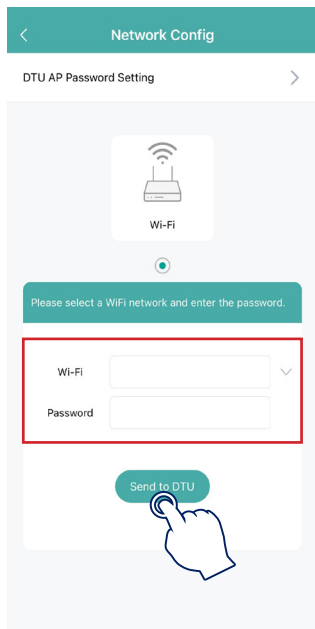 Network Config
DTU AP Password Setting
Wi-Fi
Please select a WiFi network and enter the password.
Wi-Fi
Password
Send to DTU